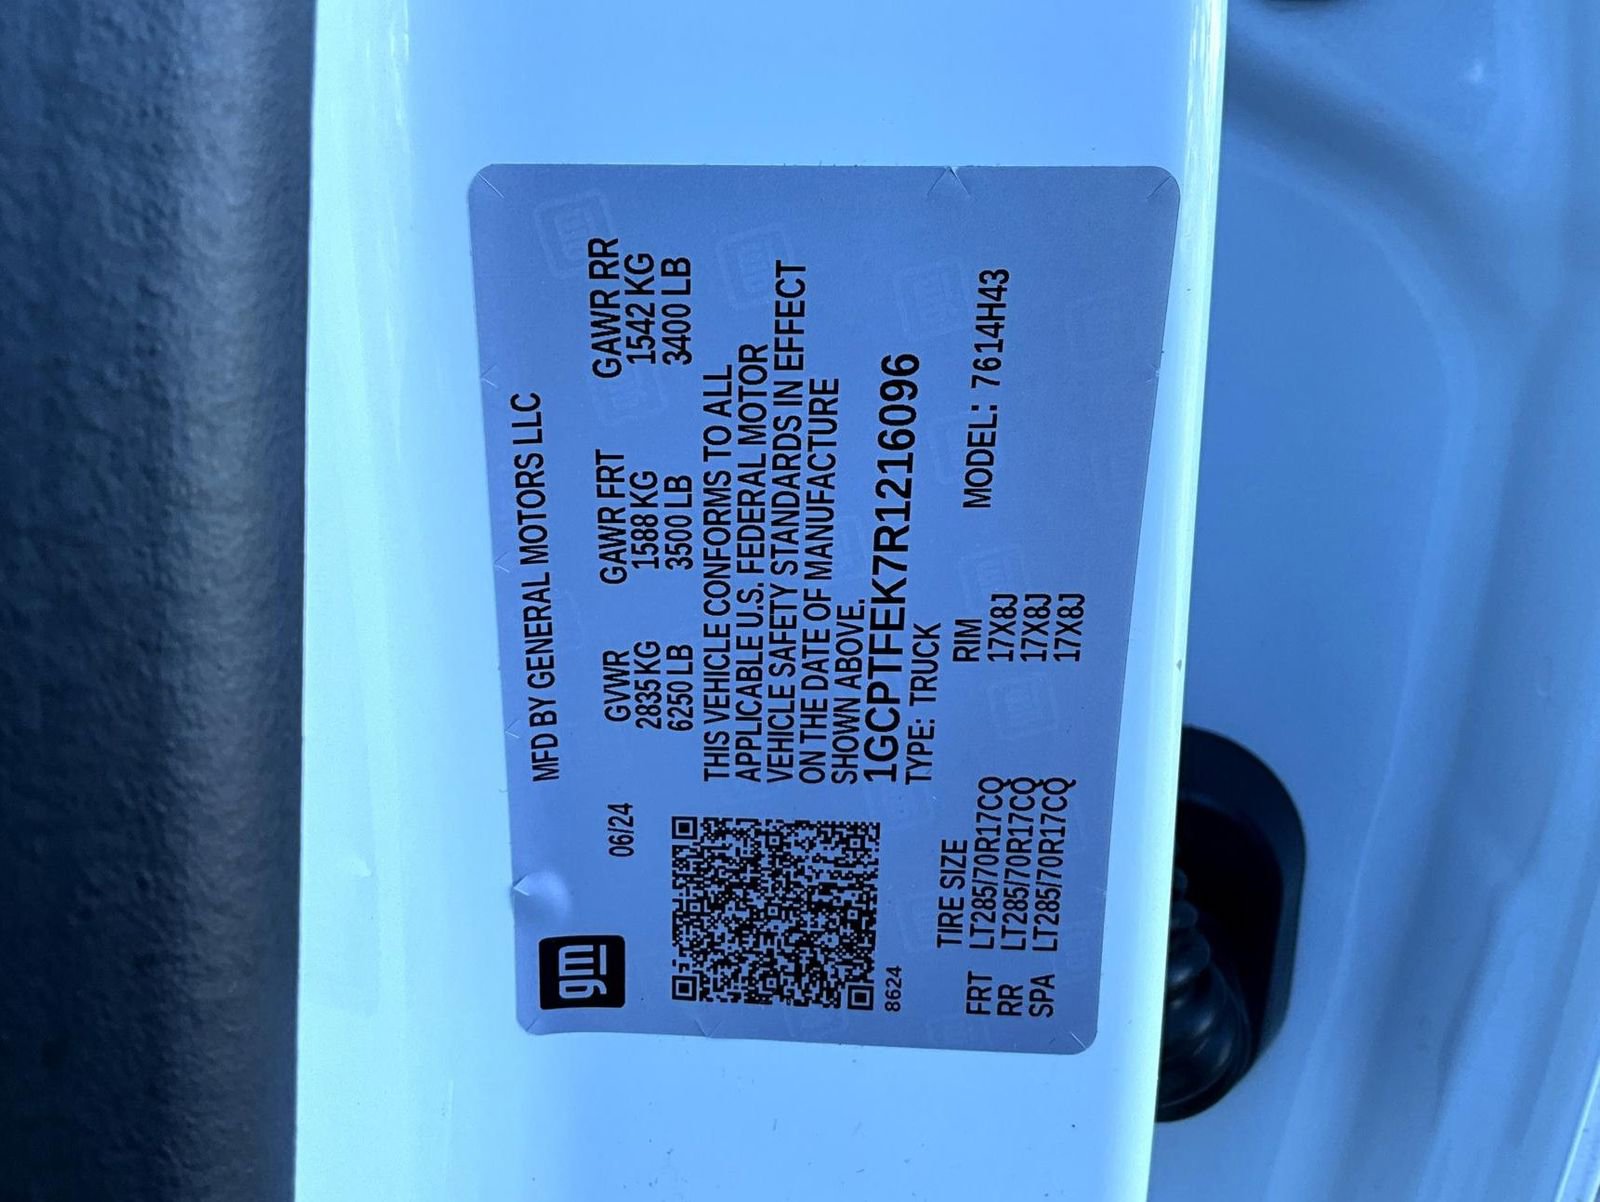 gm
MFD BY GENERAL MOTORS LLC
06/24
GVWR GAWR FRT GAWR RR
2835 KG 1588 KG 1542 KG
6250 LB 3500 LB 3400 LB
THIS VEHICLE CONFORMS TO ALL
APPLICABLE U.S. FEDERAL MOTOR
VEHICLE SAFETY STANDARDS IN EFFECT
ON THE DATE OF MANUFACTURE
SHOWN ABOVE.
1GCPTFEK7R1216096
8624
TYPE: TRUCK
MODEL: 7614H43
TIRE SIZE RIM
FRT LT285/70R17CQ 17X8J
RR LT285/70R17CQ 17X8J
SPA LT285/70R17CQ 17X8J